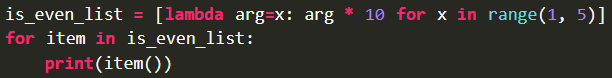 is_even_list = [lambda arg=x: arg * 10 for x in range(1, 5)]
for item in is_even_list:
    print(item())